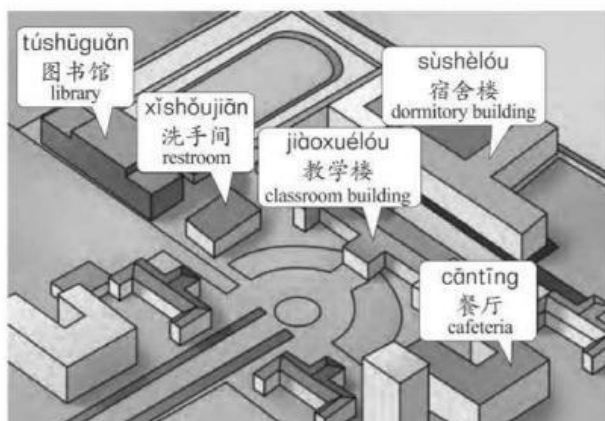 túshūguǎn
图书馆
library
xǐshǒujiān
洗手间
restroom
sùshèlóu
宿舍楼
dormitory building
jiàoxuélóu
教学楼
classroom building
cāntīng
餐厅
cafeteria